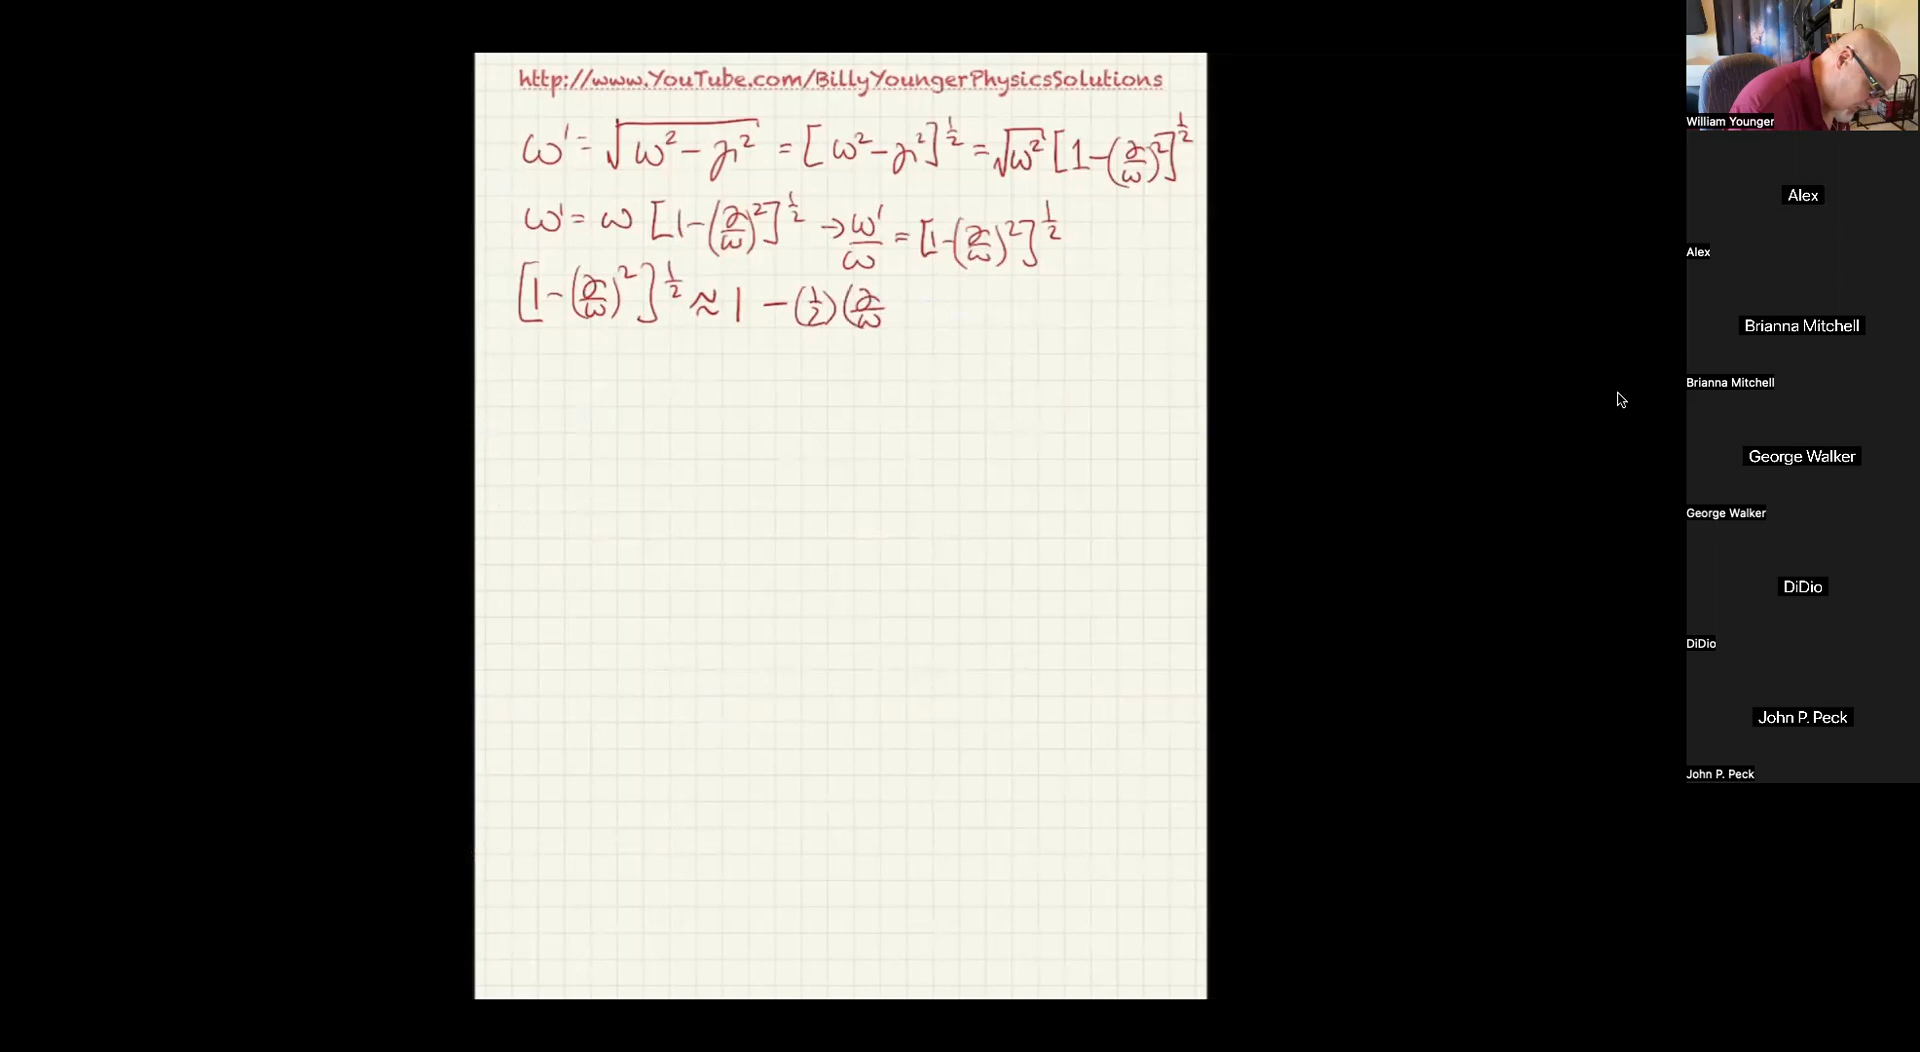 http://www.YouTube.com/BillyYoungerPhysicsSolutions
ω' = √(ω² − γ²) = [ω² − γ²]^½ = √ω² [1 − (γ/ω)²]^½
ω' = ω [1 − (γ/ω)²]^½ → ω'/ω = [1 − (γ/ω)²]^½
[1 − (γ/ω)²]^½ ≈ 1 − (½)(γ/ω
William Younger
Alex
Alex
Brianna Mitchell
Brianna Mitchell
George Walker
George Walker
DiDio
DiDio
John P. Peck
John P. Peck